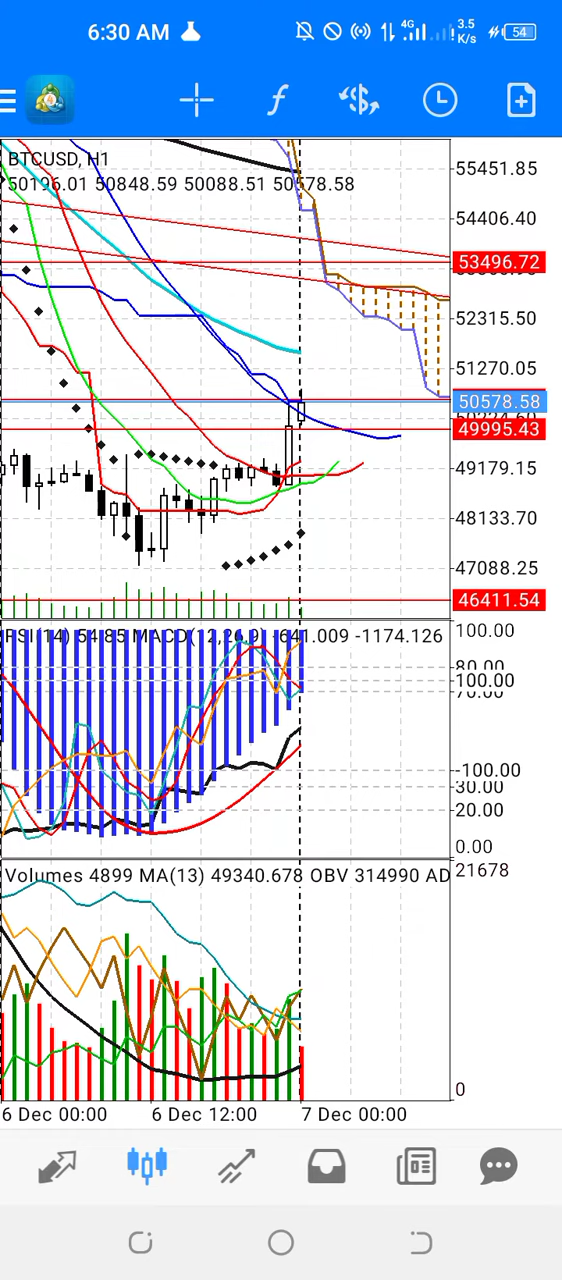 6:30 AM
4G
3.5
K/s
54
4
BTCUSD, H1
50196.01 50848.59 50088.51 50578.58
55451.85
54406.40
53496.72
52315.50
51270.05
50578.58
49995.43
49179.15
48133.70
47088.25
46411.54
RSI(14) 54.85 MACD(12,26,9) -641.009 -1174.126
100.00
80.00
100.00
70.00
-100.00
30.00
20.00
0.00
Volumes 4899 MA(13) 49340.678 OBV 314990 AD
21678
0
6 Dec 00:00
6 Dec 12:00
7 Dec 00:00